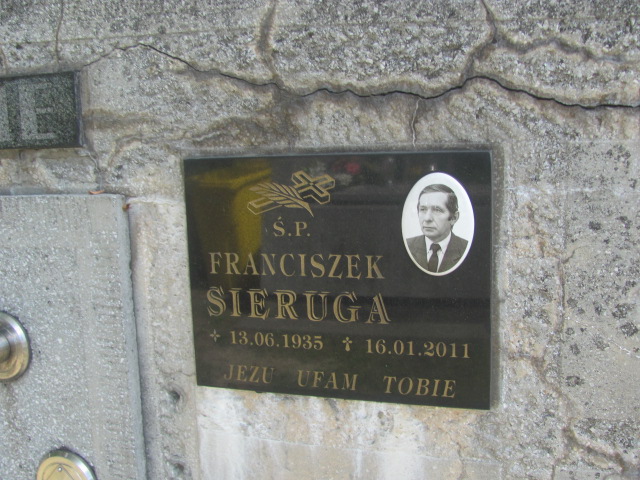 Ś.P.
FRANCISZEK
SIERUGA
13.06.1935 16.01.2011
JEZU UFAM TOBIE